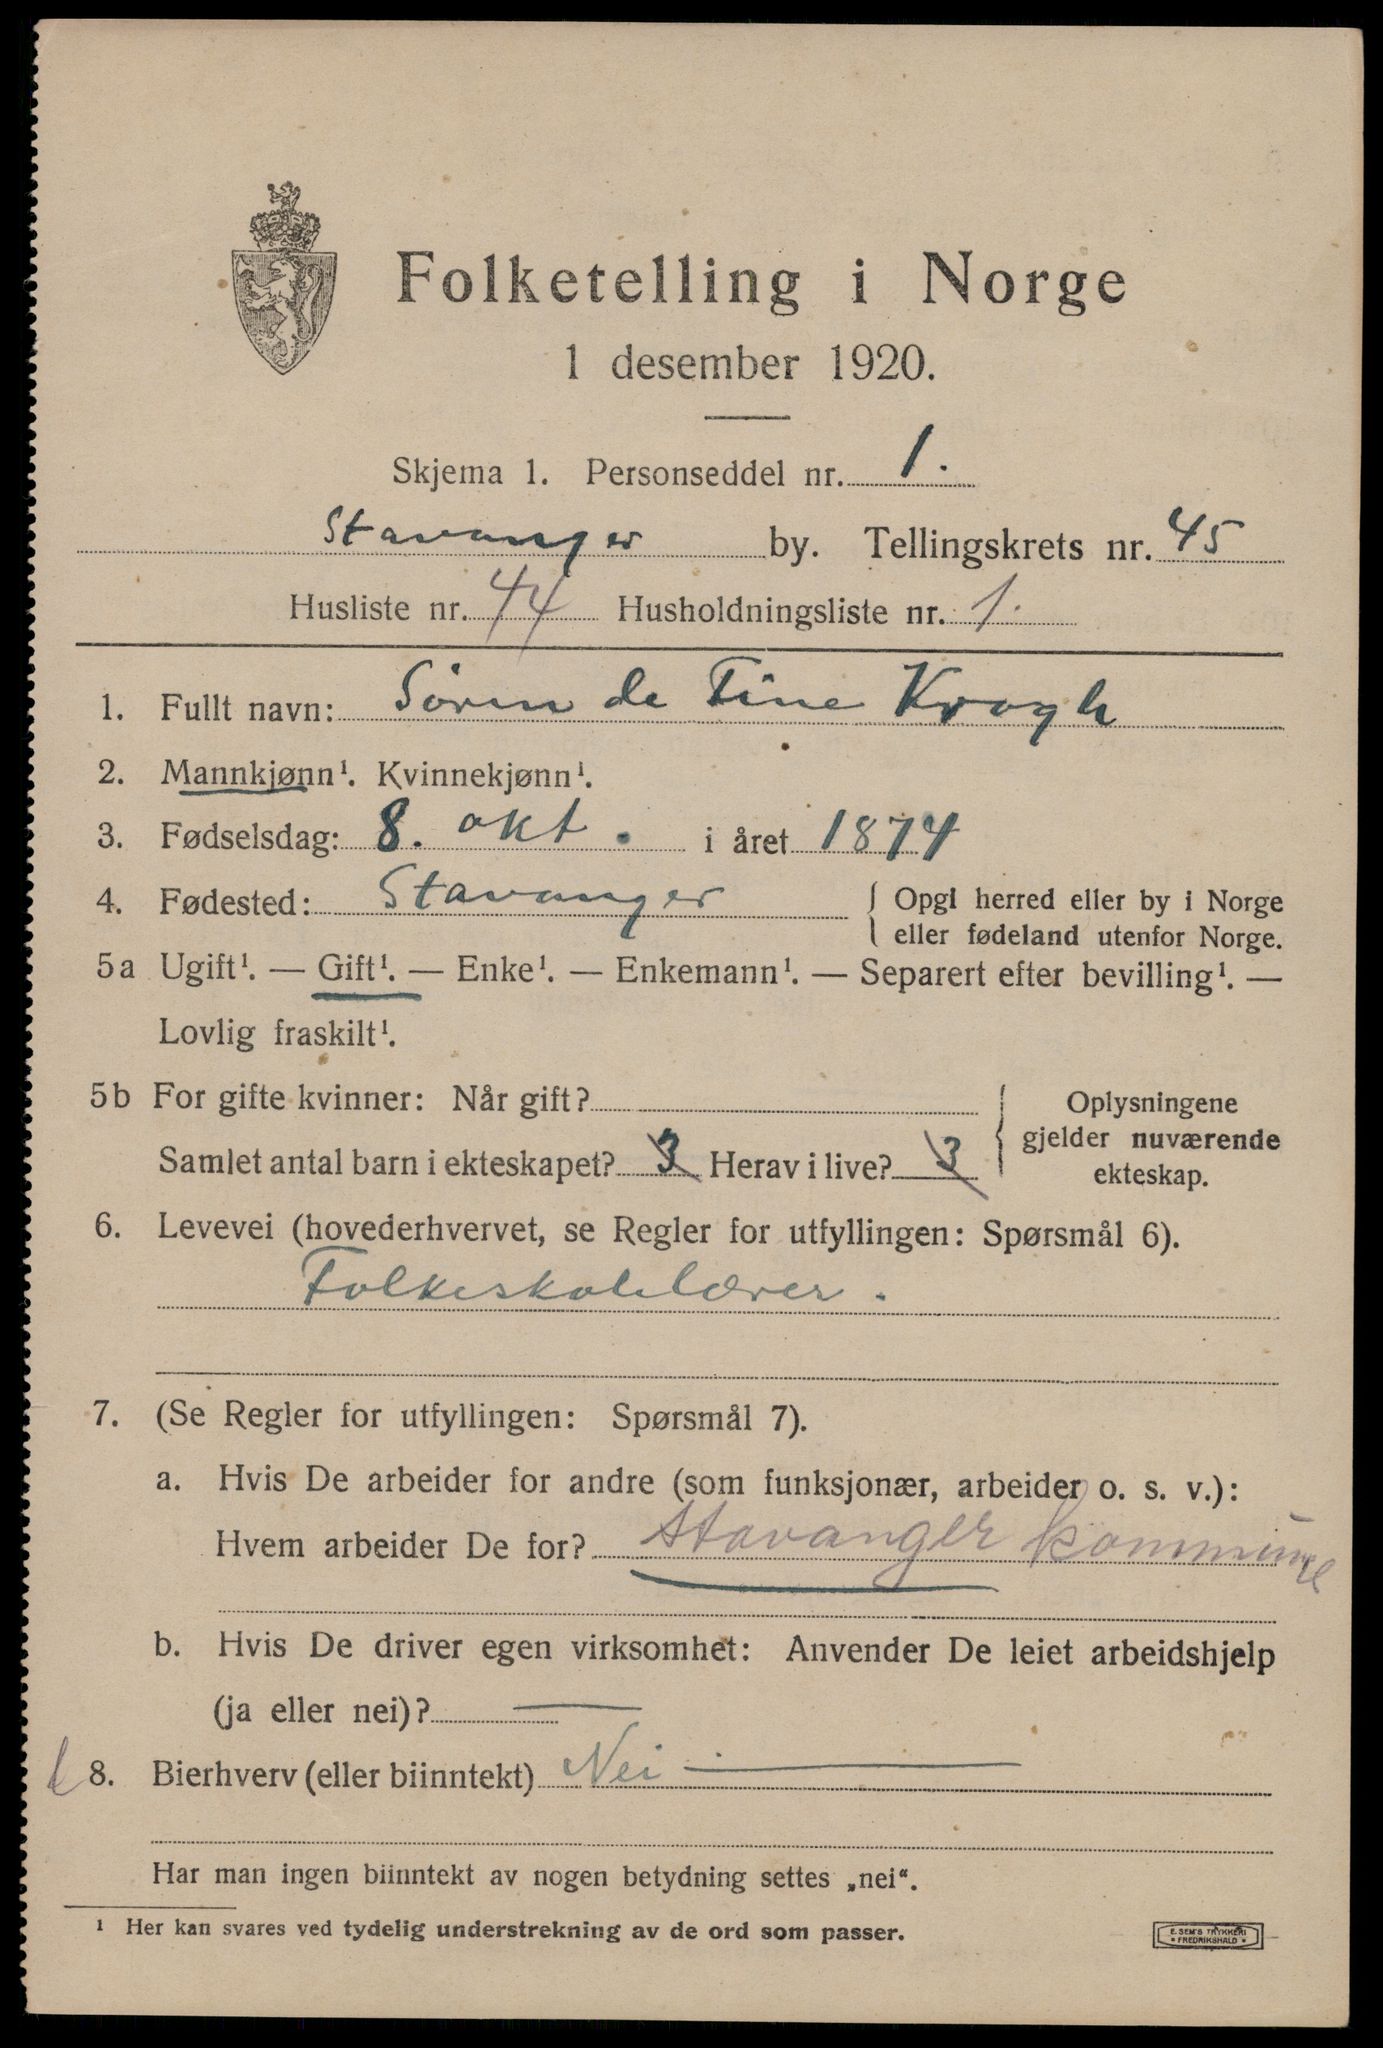 Folketelling i Norge
1 desember 1920.
Skjema 1. Personseddel nr. 1.
Stavanger by. Tellingskrets nr. 45
Husliste nr. 44 Husholdningsliste nr. 1.
1. Fullt navn: Sören de Fine Krogh
2. Mannkjønn¹. Kvinnekjønn¹.
3. Fødselsdag: 8. okt. i året 1874
4. Fødested: Stavanger { Opgi herred eller by i Norge
eller fødeland utenfor Norge.
5a Ugift¹. — Gift¹. — Enke¹. — Enkemann¹. — Separert efter bevilling¹. —
Lovlig fraskilt¹.
5b For gifte kvinner: Når gift? { Oplysningene
gjelder nuværende
Samlet antal barn i ekteskapet? 3 Herav i live? 3
ekteskap.
6. Levevei (hovederhvervet, se Regler for utfyllingen: Spørsmål 6).
Folkeskolelærer.
7. (Se Regler for utfyllingen: Spørsmål 7).
a. Hvis De arbeider for andre (som funksjonær, arbeider o. s. v.):
Hvem arbeider De for? Stavanger kommune
b. Hvis De driver egen virksomhet: Anvender De leiet arbeidshjelp
(ja eller nei)? —
8. Bierhverv (eller biinntekt) Nei —
Har man ingen biinntekt av nogen betydning settes „nei“.
¹ Her kan svares ved tydelig understrekning av de ord som passer.
E. SEM'S TRYKKERI
* FREDRIKSHALD *